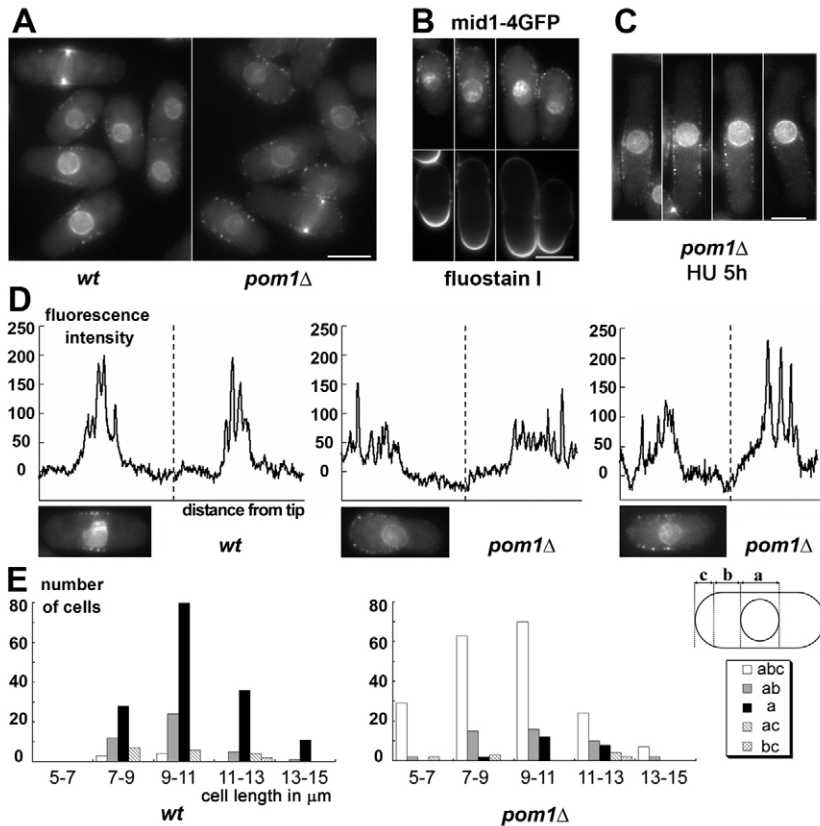 A
B
mid1-4GFP
C
wt
pom1Δ
fluostain I
pom1Δ
HU 5h
D
fluorescence
intensity
250
200
150
100
50
0
250
200
150
100
50
0
250
200
150
100
50
0
distance from tip
wt
pom1Δ
pom1Δ
E
number
of cells
80
60
40
20
0
5-7
7-9
9-11
11-13
13-15
cell length in μm
wt
80
60
40
20
0
5-7
7-9
9-11
11-13
13-15
pom1Δ
c b a
abc
ab
a
ac
bc